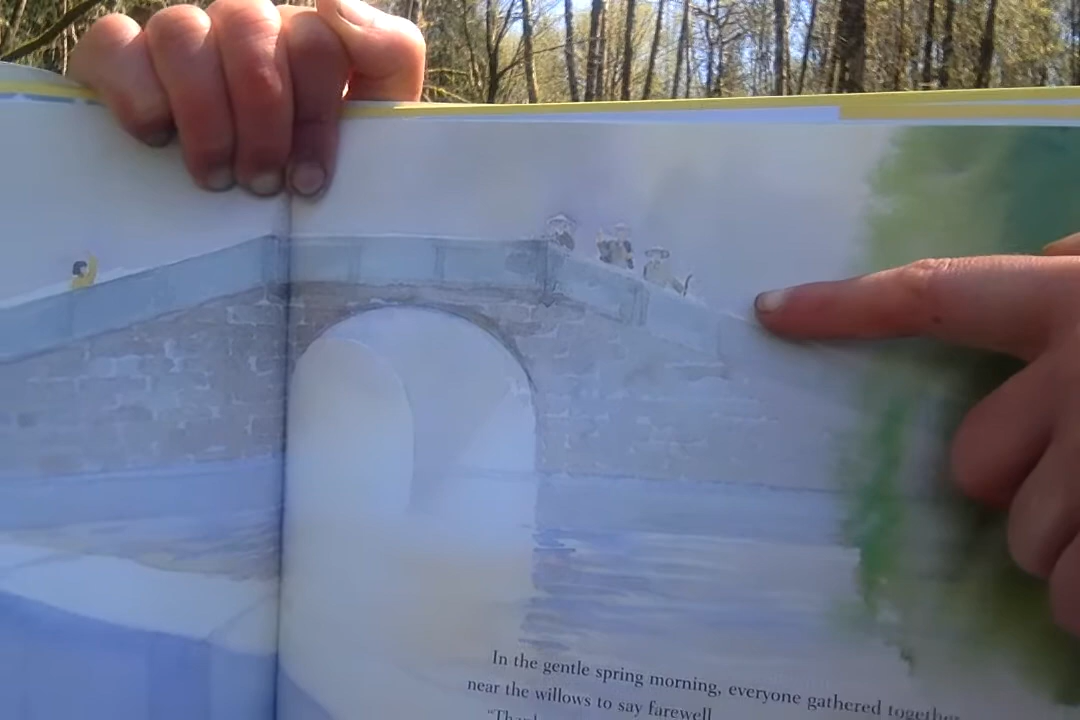 In the gentle spring morning, everyone gathered together
near the willows to say farewell.